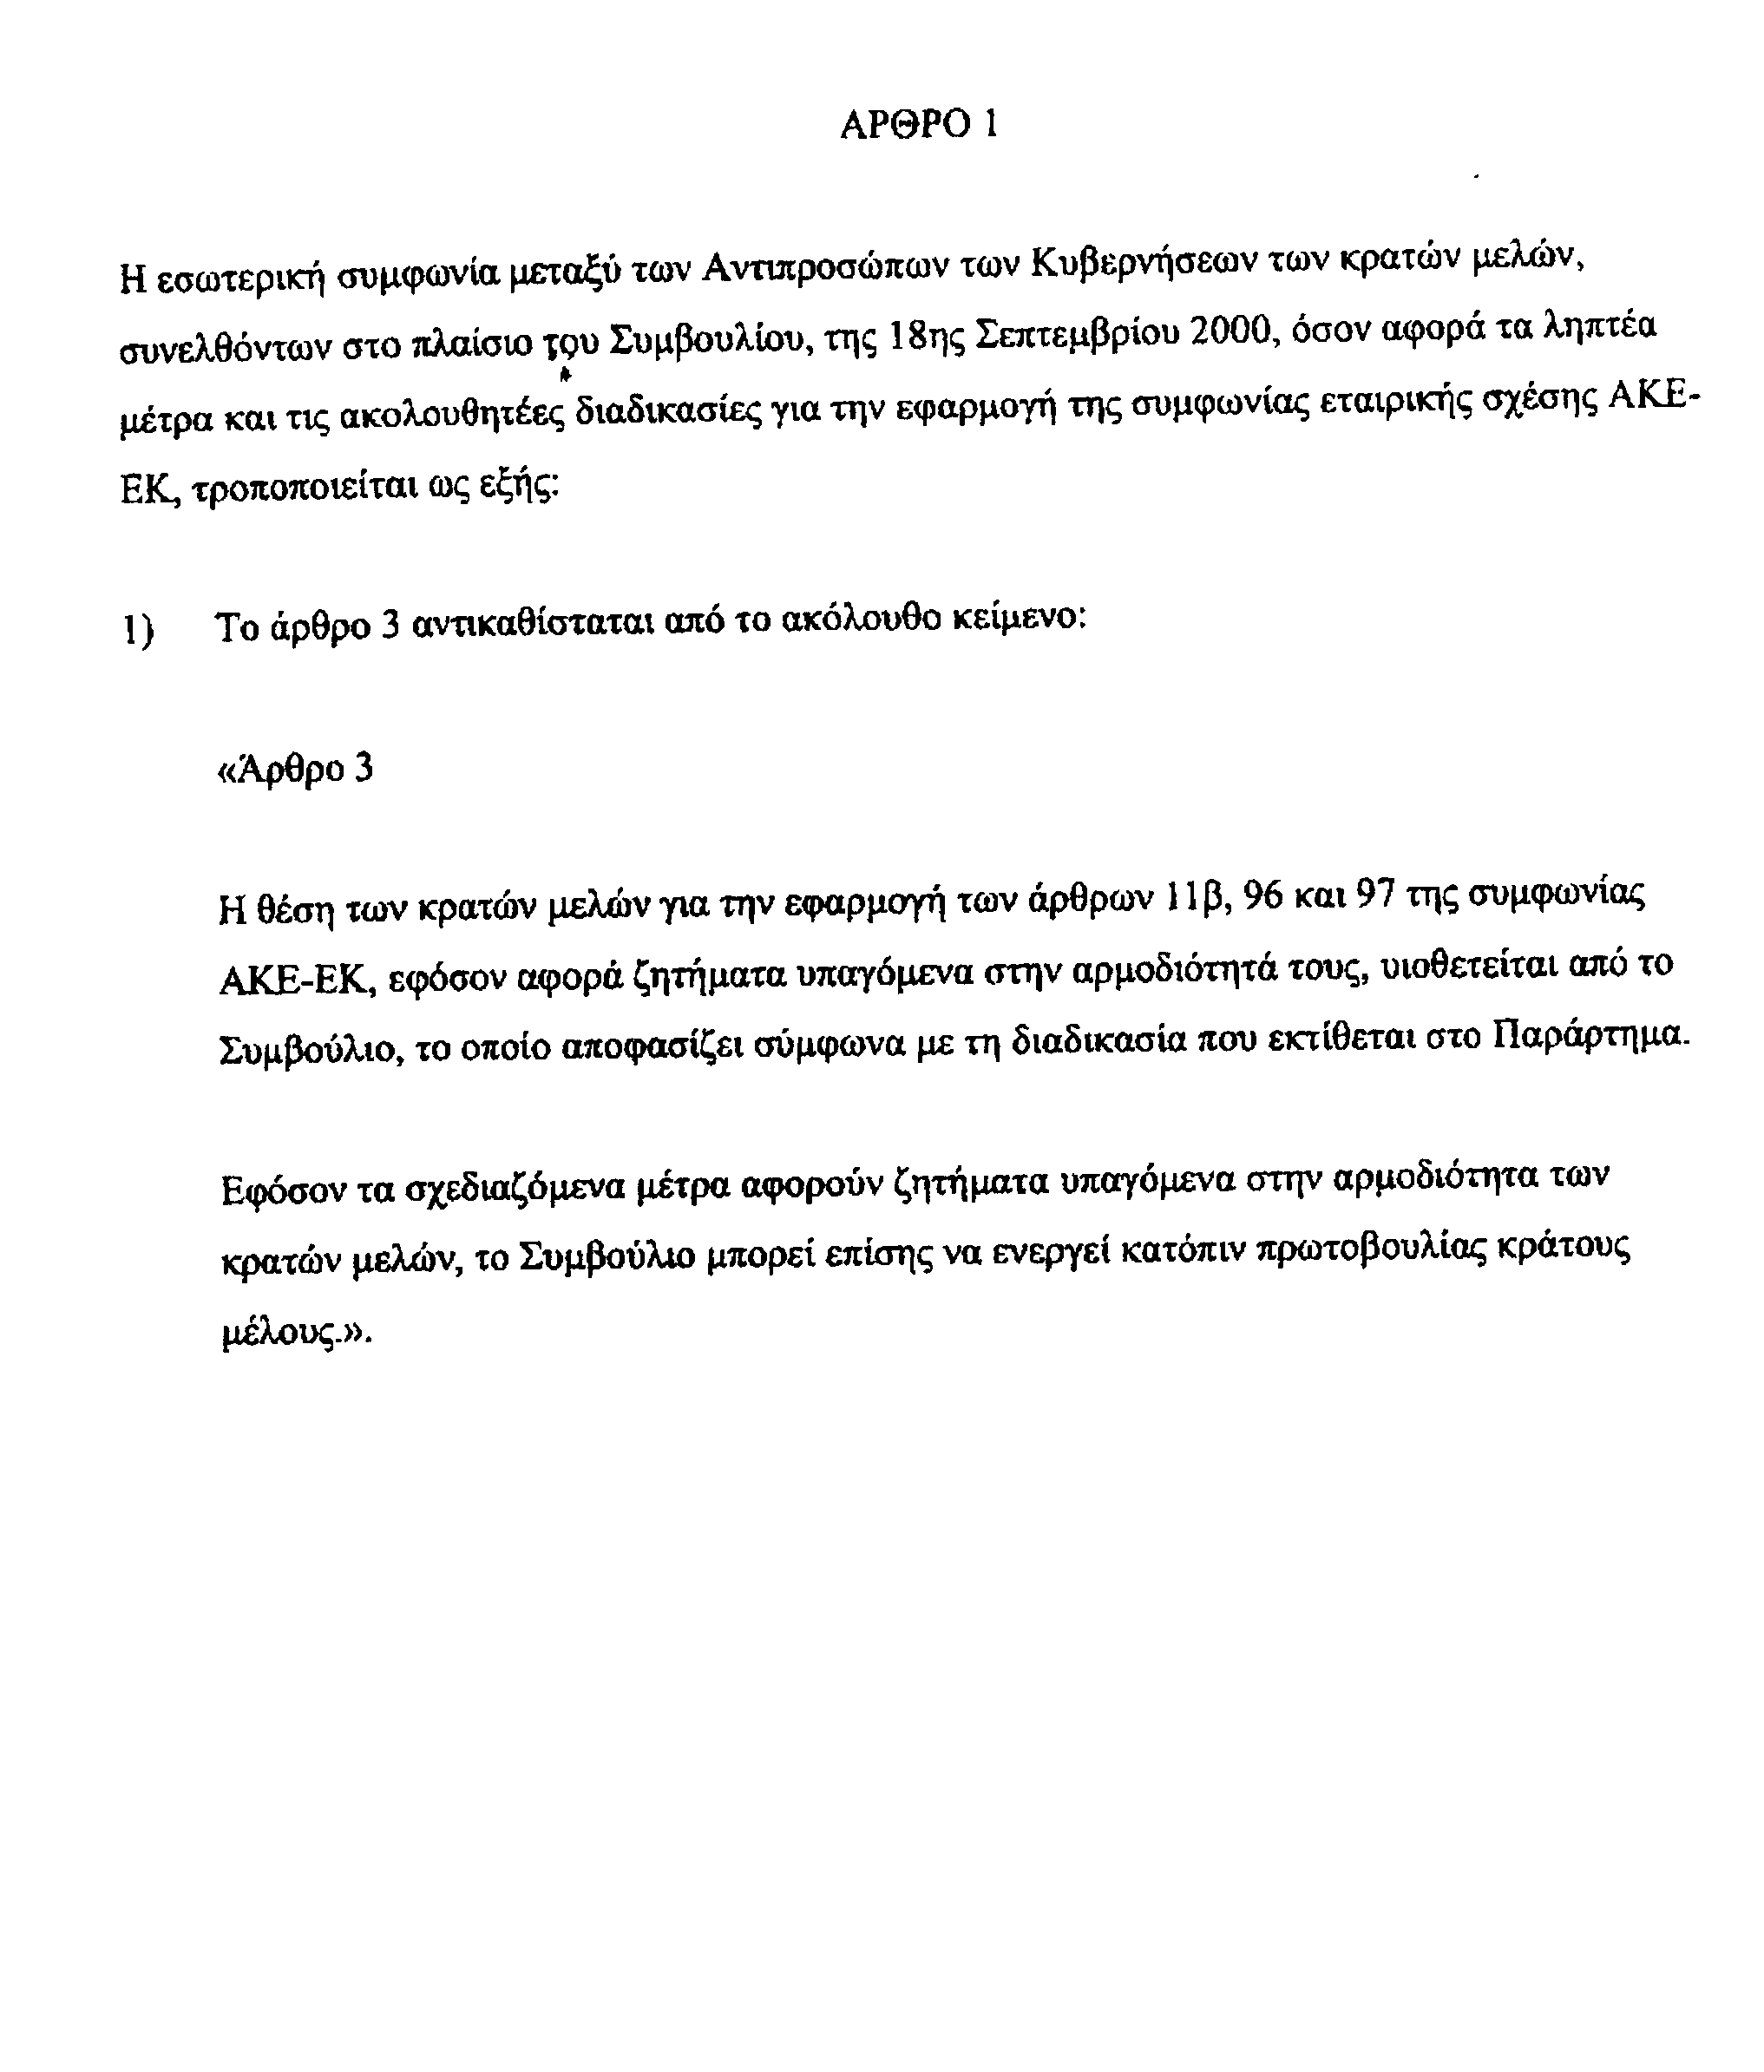 ΑΡΘΡΟ 1
Η εσωτερική συμφωνία μεταξύ των Αντιπροσώπων των Κυβερνήσεων των κρατών μελών,
συνελθόντων στο πλαίσιο του Συμβουλίου, της 18ης Σεπτεμβρίου 2000, όσον αφορά τα ληπτέα
μέτρα και τις ακολουθητέες διαδικασίες για την εφαρμογή της συμφωνίας εταιρικής σχέσης ΑΚΕ-
ΕΚ, τροποποιείται ως εξής:
1) Το άρθρο 3 αντικαθίσταται από το ακόλουθο κείμενο:
«Άρθρο 3
Η θέση των κρατών μελών για την εφαρμογή των άρθρων 11β, 96 και 97 της συμφωνίας
ΑΚΕ-ΕΚ, εφόσον αφορά ζητήματα υπαγόμενα στην αρμοδιότητά τους, υιοθετείται από το
Συμβούλιο, το οποίο αποφασίζει σύμφωνα με τη διαδικασία που εκτίθεται στο Παράρτημα.
Εφόσον τα σχεδιαζόμενα μέτρα αφορούν ζητήματα υπαγόμενα στην αρμοδιότητα των
κρατών μελών, το Συμβούλιο μπορεί επίσης να ενεργεί κατόπιν πρωτοβουλίας κράτους
μέλους.».